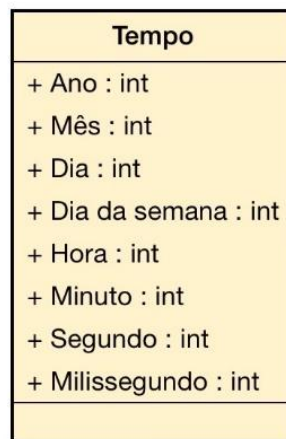 Tempo
+ Ano : int
+ Mês : int
+ Dia : int
+ Dia da semana : int
+ Hora : int
+ Minuto : int
+ Segundo : int
+ Milissegundo : int